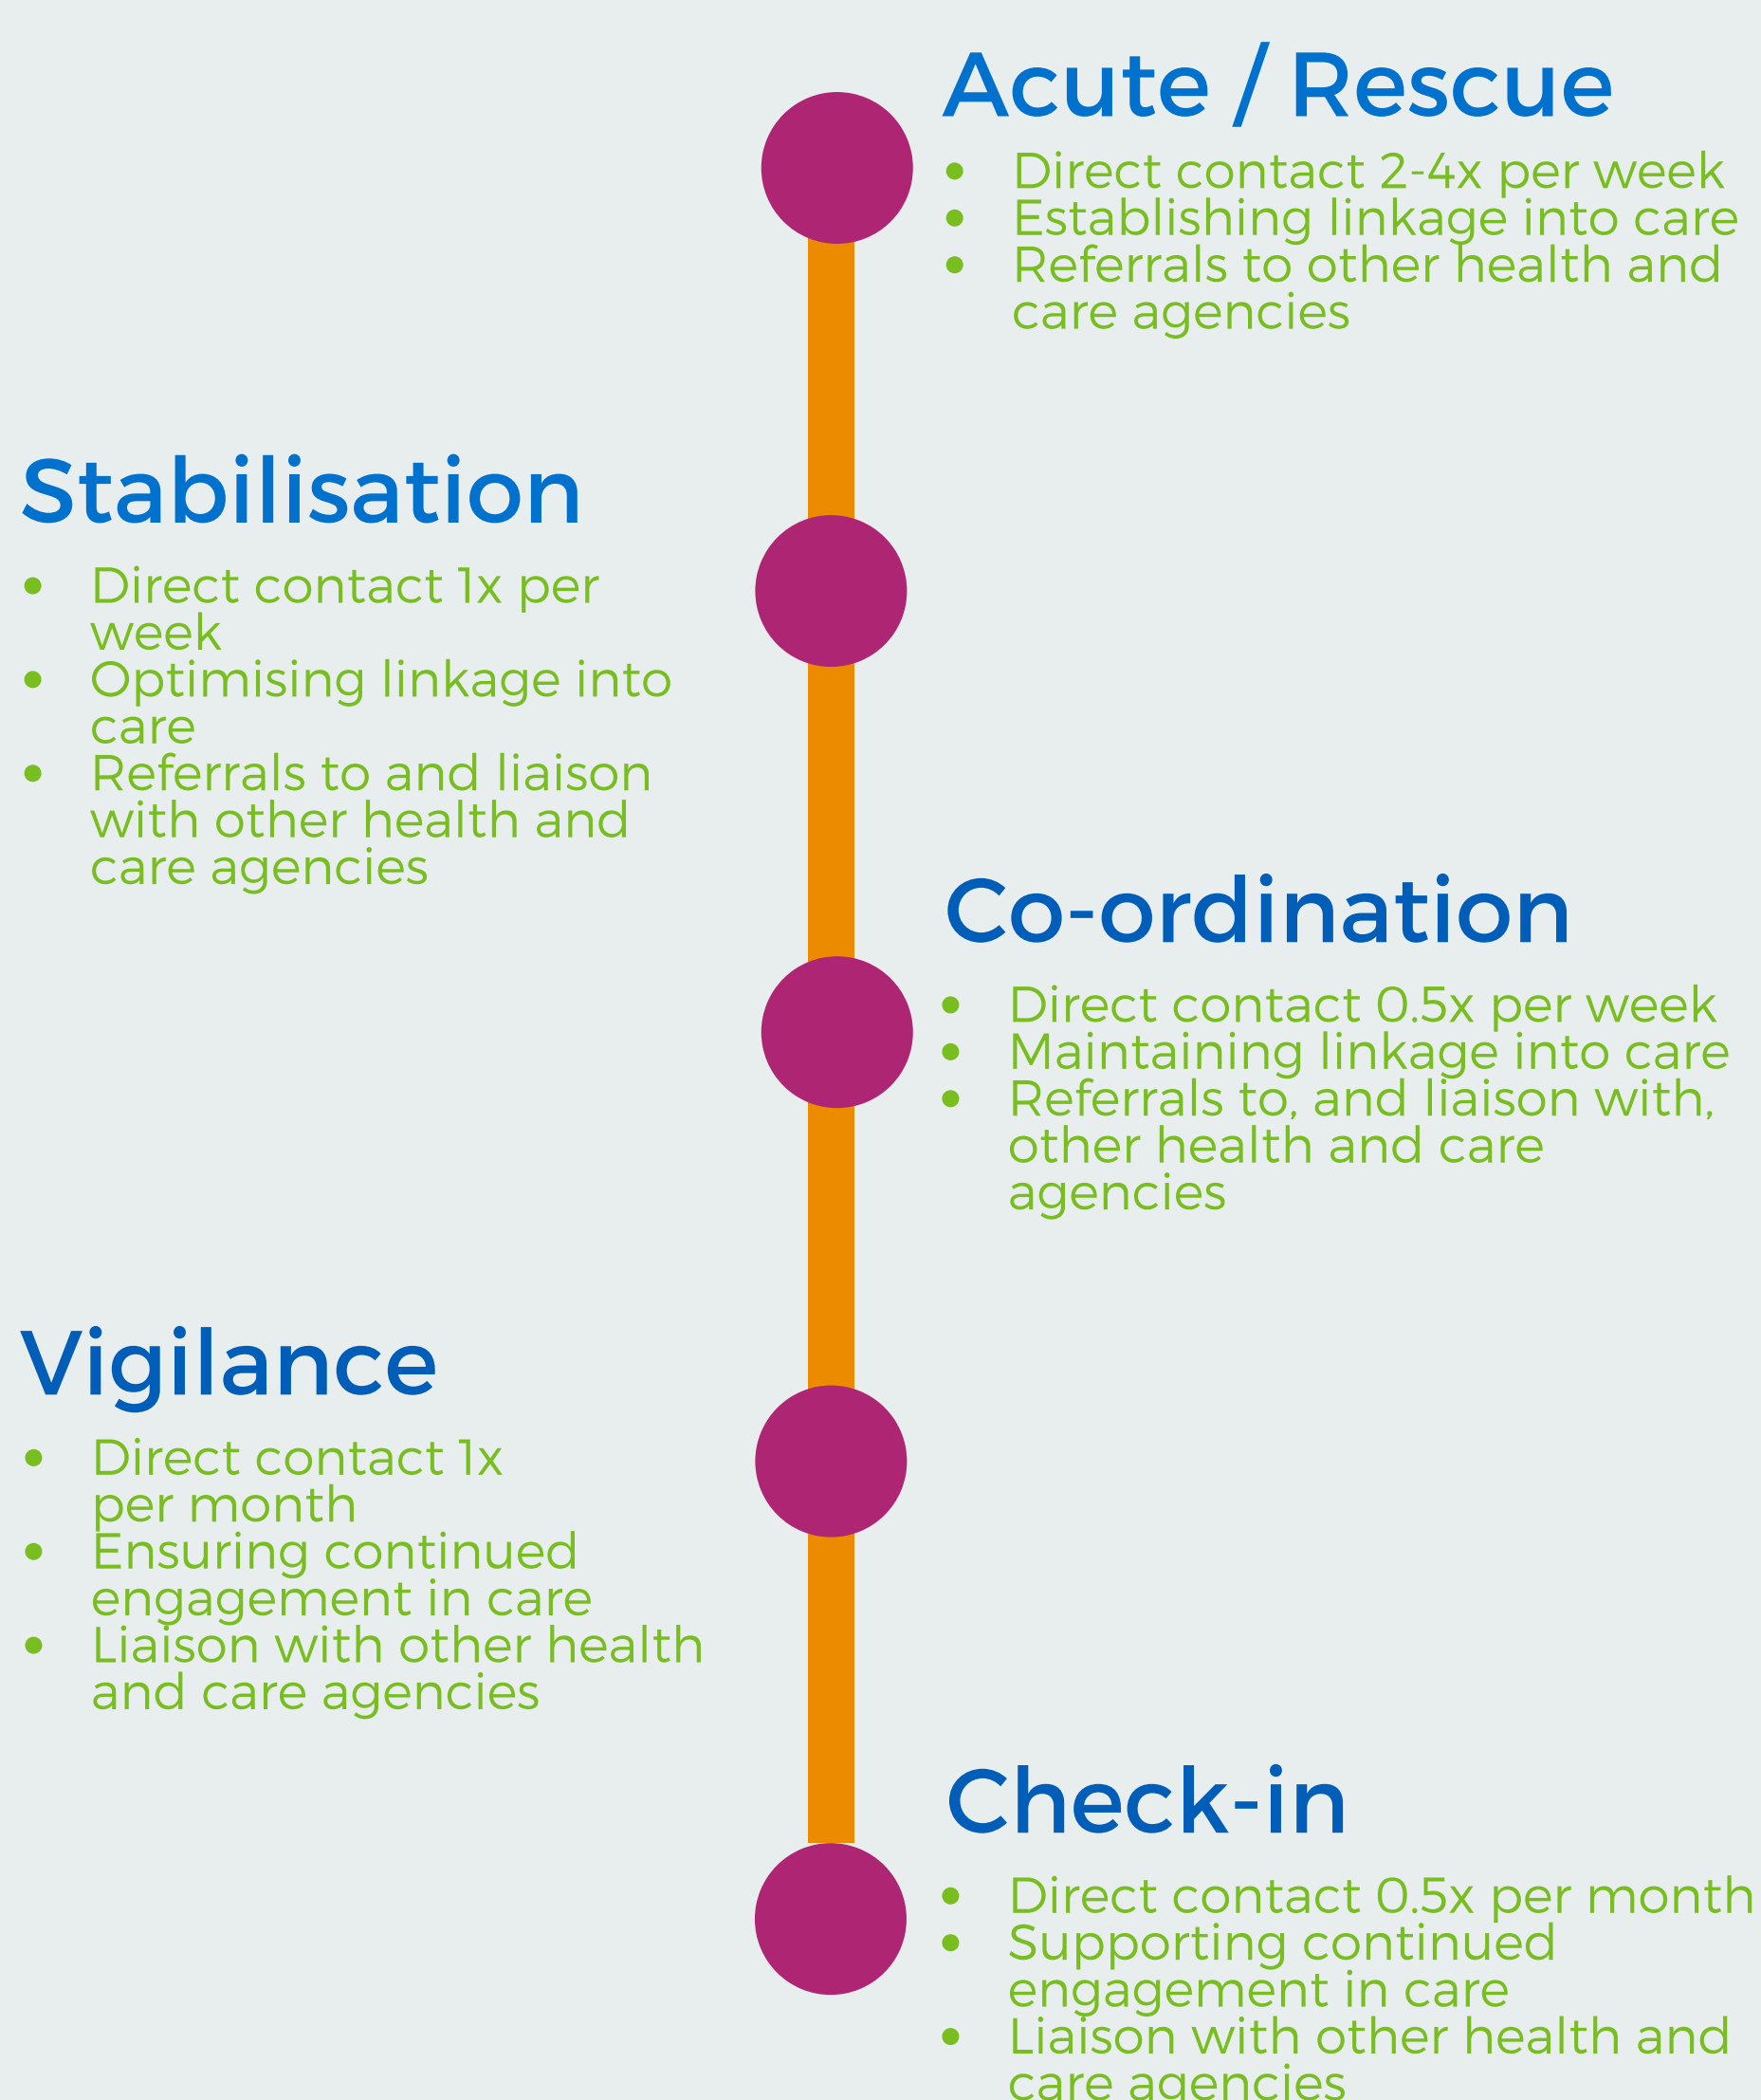 Acute / Rescue
• Direct contact 2-4x per week
• Establishing linkage into care
• Referrals to other health and
care agencies
Stabilisation
• Direct contact 1x per
week
• Optimising linkage into
care
• Referrals to and liaison
with other health and
care agencies
Co-ordination
• Direct contact 0.5x per week
• Maintaining linkage into care
• Referrals to, and liaison with,
other health and care
agencies
Vigilance
• Direct contact 1x
per month
• Ensuring continued
engagement in care
• Liaison with other health
and care agencies
Check-in
• Direct contact 0.5x per month
• Supporting continued
engagement in care
• Liaison with other health and
care agencies